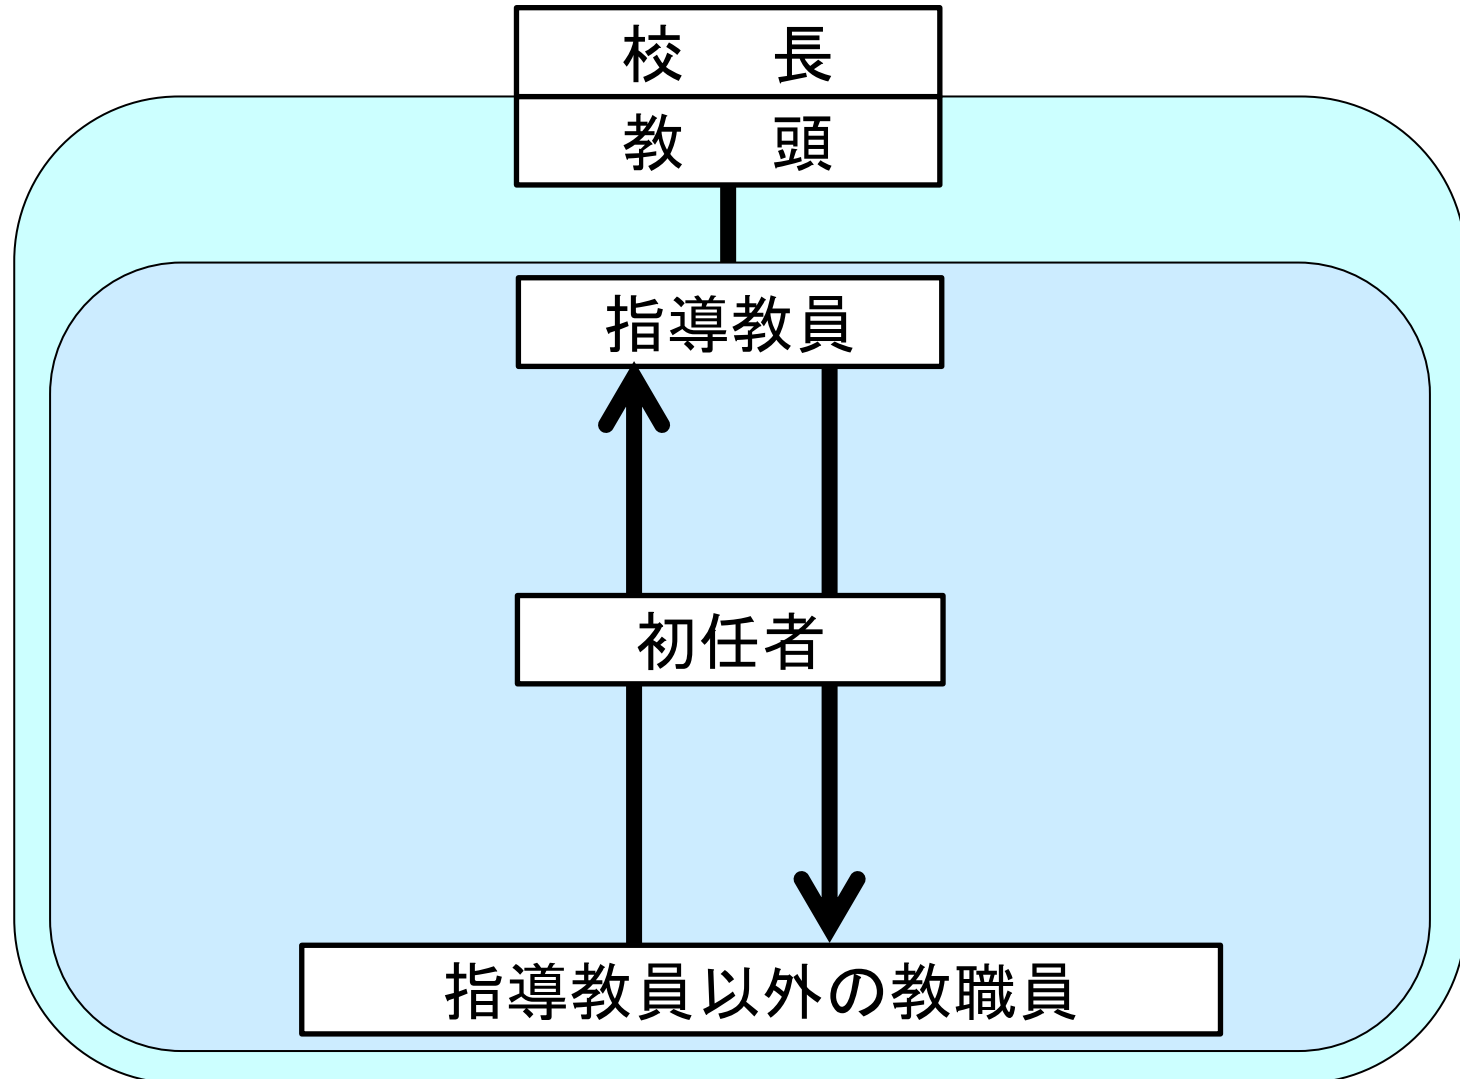 校　長
教　頭
指導教員
初任者
指導教員以外の教職員